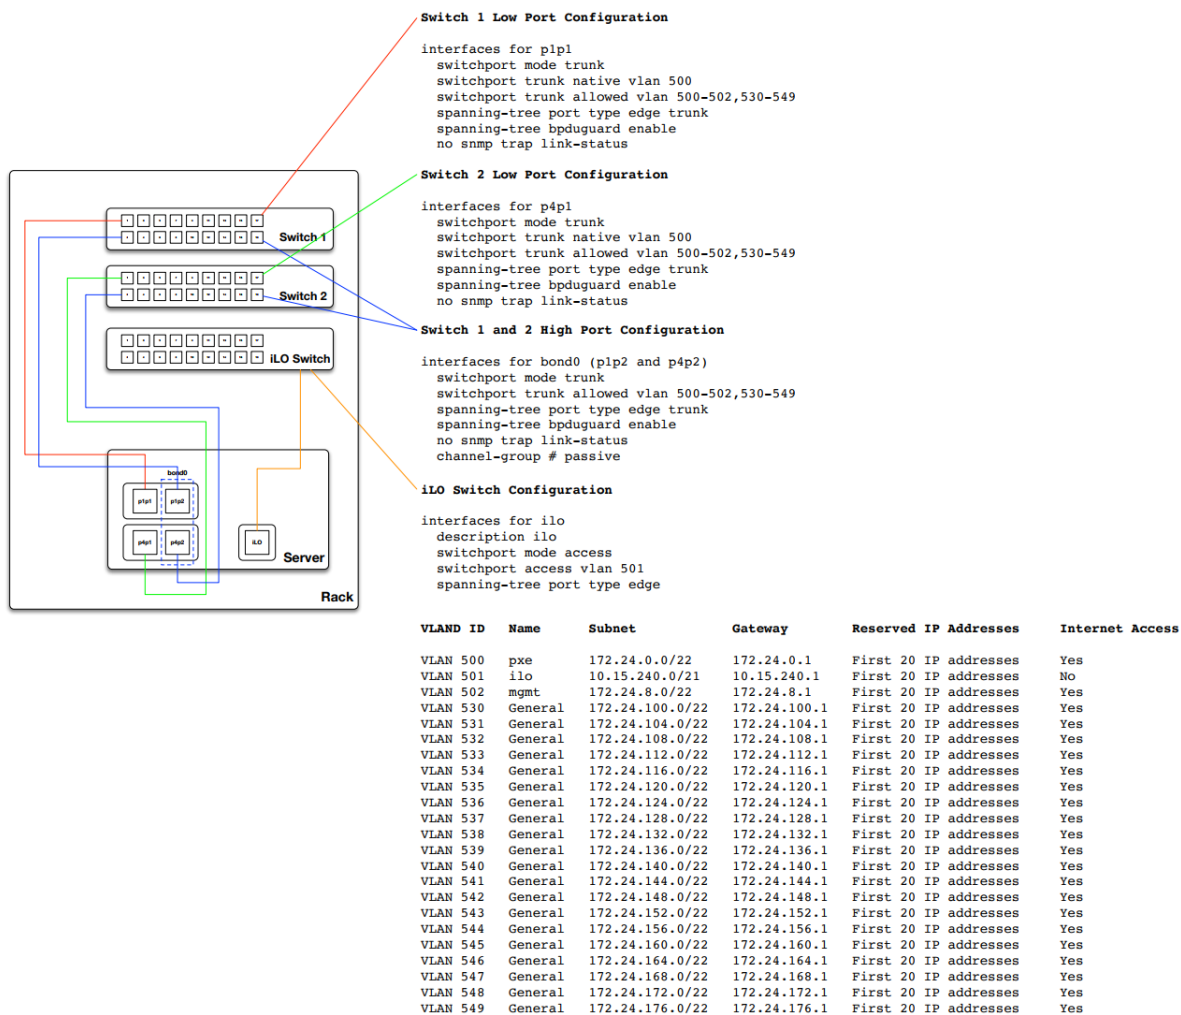 Switch 1 Low Port Configuration
interfaces for p1p1
switchport mode trunk
switchport trunk native vlan 500
switchport trunk allowed vlan 500-502,530-549
spanning-tree port type edge trunk
spanning-tree bpduguard enable
no snmp trap link-status
Switch 2 Low Port Configuration
interfaces for p4p1
switchport mode trunk
switchport trunk native vlan 500
switchport trunk allowed vlan 500-502,530-549
spanning-tree port type edge trunk
spanning-tree bpduguard enable
no snmp trap link-status
Switch 1 and 2 High Port Configuration
interfaces for bond0 (p1p2 and p4p2)
switchport mode trunk
switchport trunk allowed vlan 500-502,530-549
spanning-tree port type edge trunk
spanning-tree bpduguard enable
no snmp trap link-status
channel-group # passive
iLO Switch Configuration
interfaces for ilo
description ilo
switchport mode access
switchport access vlan 501
spanning-tree port type edge
Switch 1
Switch 2
iLO Switch
bond0
p1p1 p1p2
p4p1 p4p2 iLO
Server
Rack
VLAND ID Name Subnet Gateway Reserved IP Addresses Internet Access
VLAN 500 pxe 172.24.0.0/22 172.24.0.1 First 20 IP addresses Yes
VLAN 501 ilo 10.15.240.0/21 10.15.240.1 First 20 IP addresses No
VLAN 502 mgmt 172.24.8.0/22 172.24.8.1 First 20 IP addresses Yes
VLAN 530 General 172.24.100.0/22 172.24.100.1 First 20 IP addresses Yes
VLAN 531 General 172.24.104.0/22 172.24.104.1 First 20 IP addresses Yes
VLAN 532 General 172.24.108.0/22 172.24.108.1 First 20 IP addresses Yes
VLAN 533 General 172.24.112.0/22 172.24.112.1 First 20 IP addresses Yes
VLAN 534 General 172.24.116.0/22 172.24.116.1 First 20 IP addresses Yes
VLAN 535 General 172.24.120.0/22 172.24.120.1 First 20 IP addresses Yes
VLAN 536 General 172.24.124.0/22 172.24.124.1 First 20 IP addresses Yes
VLAN 537 General 172.24.128.0/22 172.24.128.1 First 20 IP addresses Yes
VLAN 538 General 172.24.132.0/22 172.24.132.1 First 20 IP addresses Yes
VLAN 539 General 172.24.136.0/22 172.24.136.1 First 20 IP addresses Yes
VLAN 540 General 172.24.140.0/22 172.24.140.1 First 20 IP addresses Yes
VLAN 541 General 172.24.144.0/22 172.24.144.1 First 20 IP addresses Yes
VLAN 542 General 172.24.148.0/22 172.24.148.1 First 20 IP addresses Yes
VLAN 543 General 172.24.152.0/22 172.24.152.1 First 20 IP addresses Yes
VLAN 544 General 172.24.156.0/22 172.24.156.1 First 20 IP addresses Yes
VLAN 545 General 172.24.160.0/22 172.24.160.1 First 20 IP addresses Yes
VLAN 546 General 172.24.164.0/22 172.24.164.1 First 20 IP addresses Yes
VLAN 547 General 172.24.168.0/22 172.24.168.1 First 20 IP addresses Yes
VLAN 548 General 172.24.172.0/22 172.24.172.1 First 20 IP addresses Yes
VLAN 549 General 172.24.176.0/22 172.24.176.1 First 20 IP addresses Yes